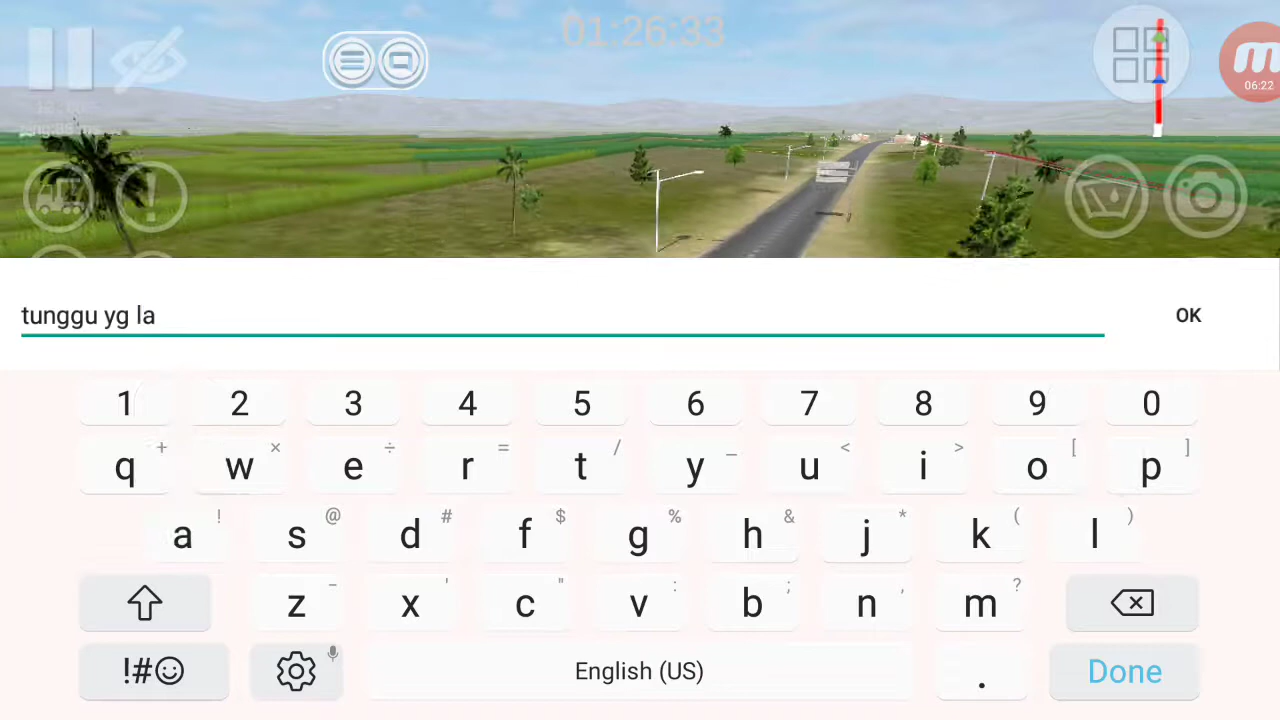 01:26:33
06:22
tunggu yg la
OK
1 2 3 4 5 6 7 8 9 0
+ × ÷ = / _ < > [ ]
q w e r t y u i o p
! @ # $ % & * ( )
a s d f g h j k l
- ' " : ; , ?
z x c v b n m
!#☺ English (US) . Done